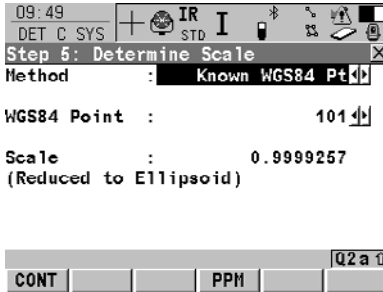 09:49
DET C SYS
IR
STD
I
Step 5: Determine Scale
Method : Known WGS84 Pt
WGS84 Point : 101
Scale : 0.9999257
(Reduced to Ellipsoid)
Q2a
CONT PPM